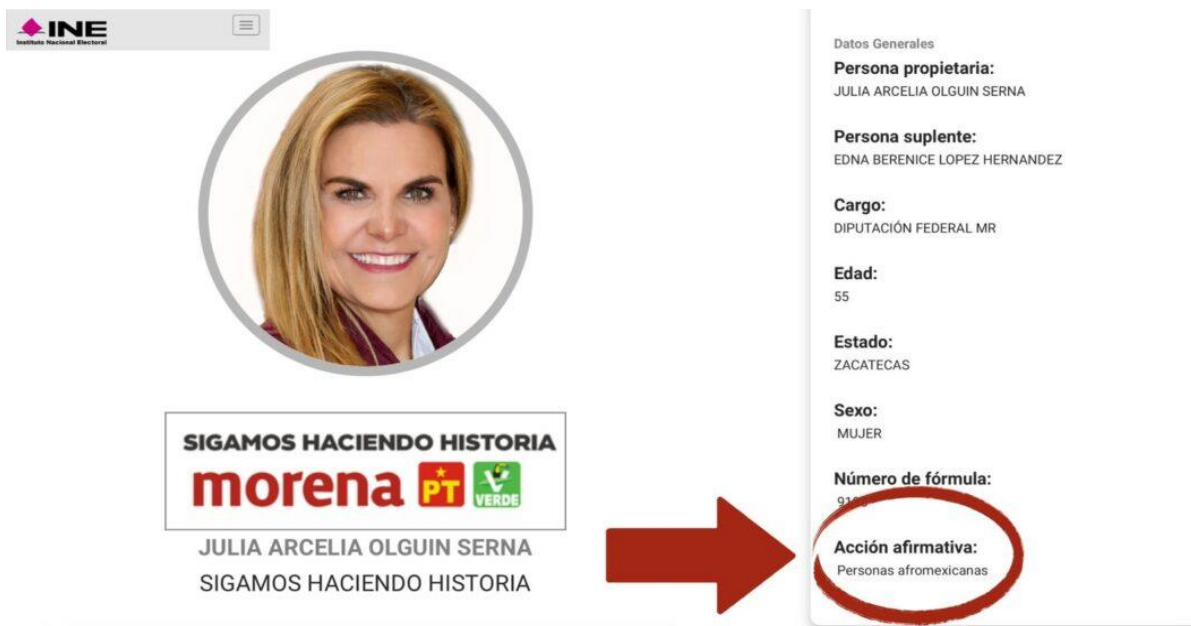 INE
Instituto Nacional Electoral
SIGAMOS HACIENDO HISTORIA
morena PT VERDE
JULIA ARCELIA OLGUIN SERNA
SIGAMOS HACIENDO HISTORIA
Datos Generales
Persona propietaria:
JULIA ARCELIA OLGUIN SERNA
Persona suplente:
EDNA BERENICE LOPEZ HERNANDEZ
Cargo:
DIPUTACIÓN FEDERAL MR
Edad:
55
Estado:
ZACATECAS
Sexo:
MUJER
Número de fórmula:
Acción afirmativa:
Personas afromexicanas